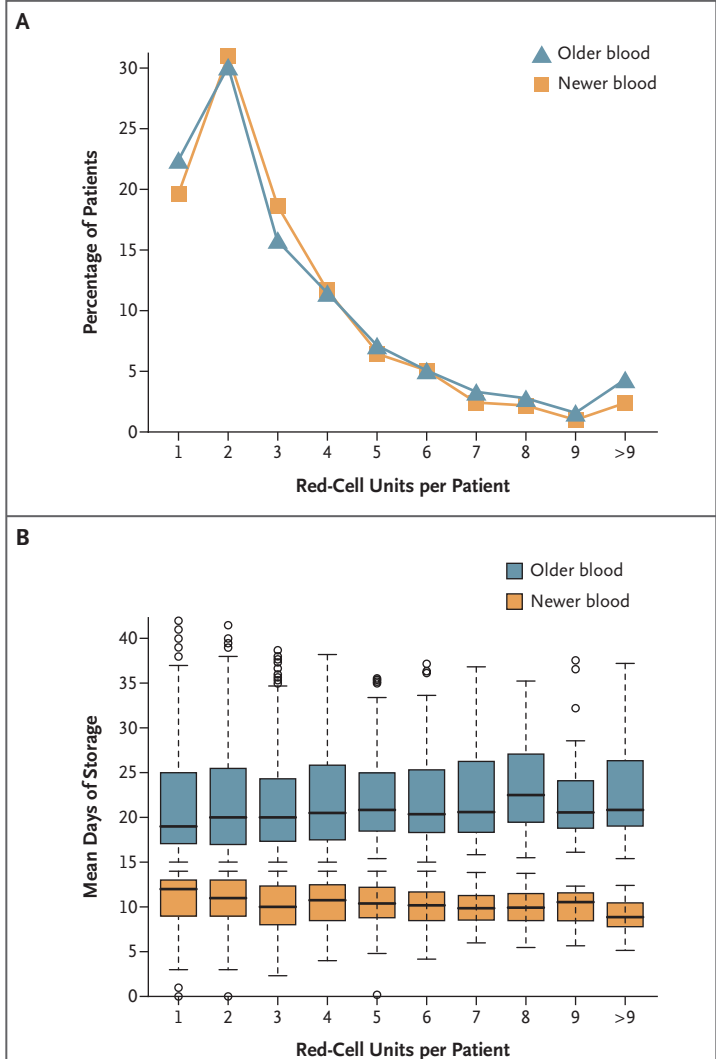 A
Older blood
Newer blood
Percentage of Patients
30
25
20
15
10
5
0
1 2 3 4 5 6 7 8 9 >9
Red-Cell Units per Patient
B
Older blood
Newer blood
Mean Days of Storage
40
35
30
25
20
15
10
5
0
1 2 3 4 5 6 7 8 9 >9
Red-Cell Units per Patient